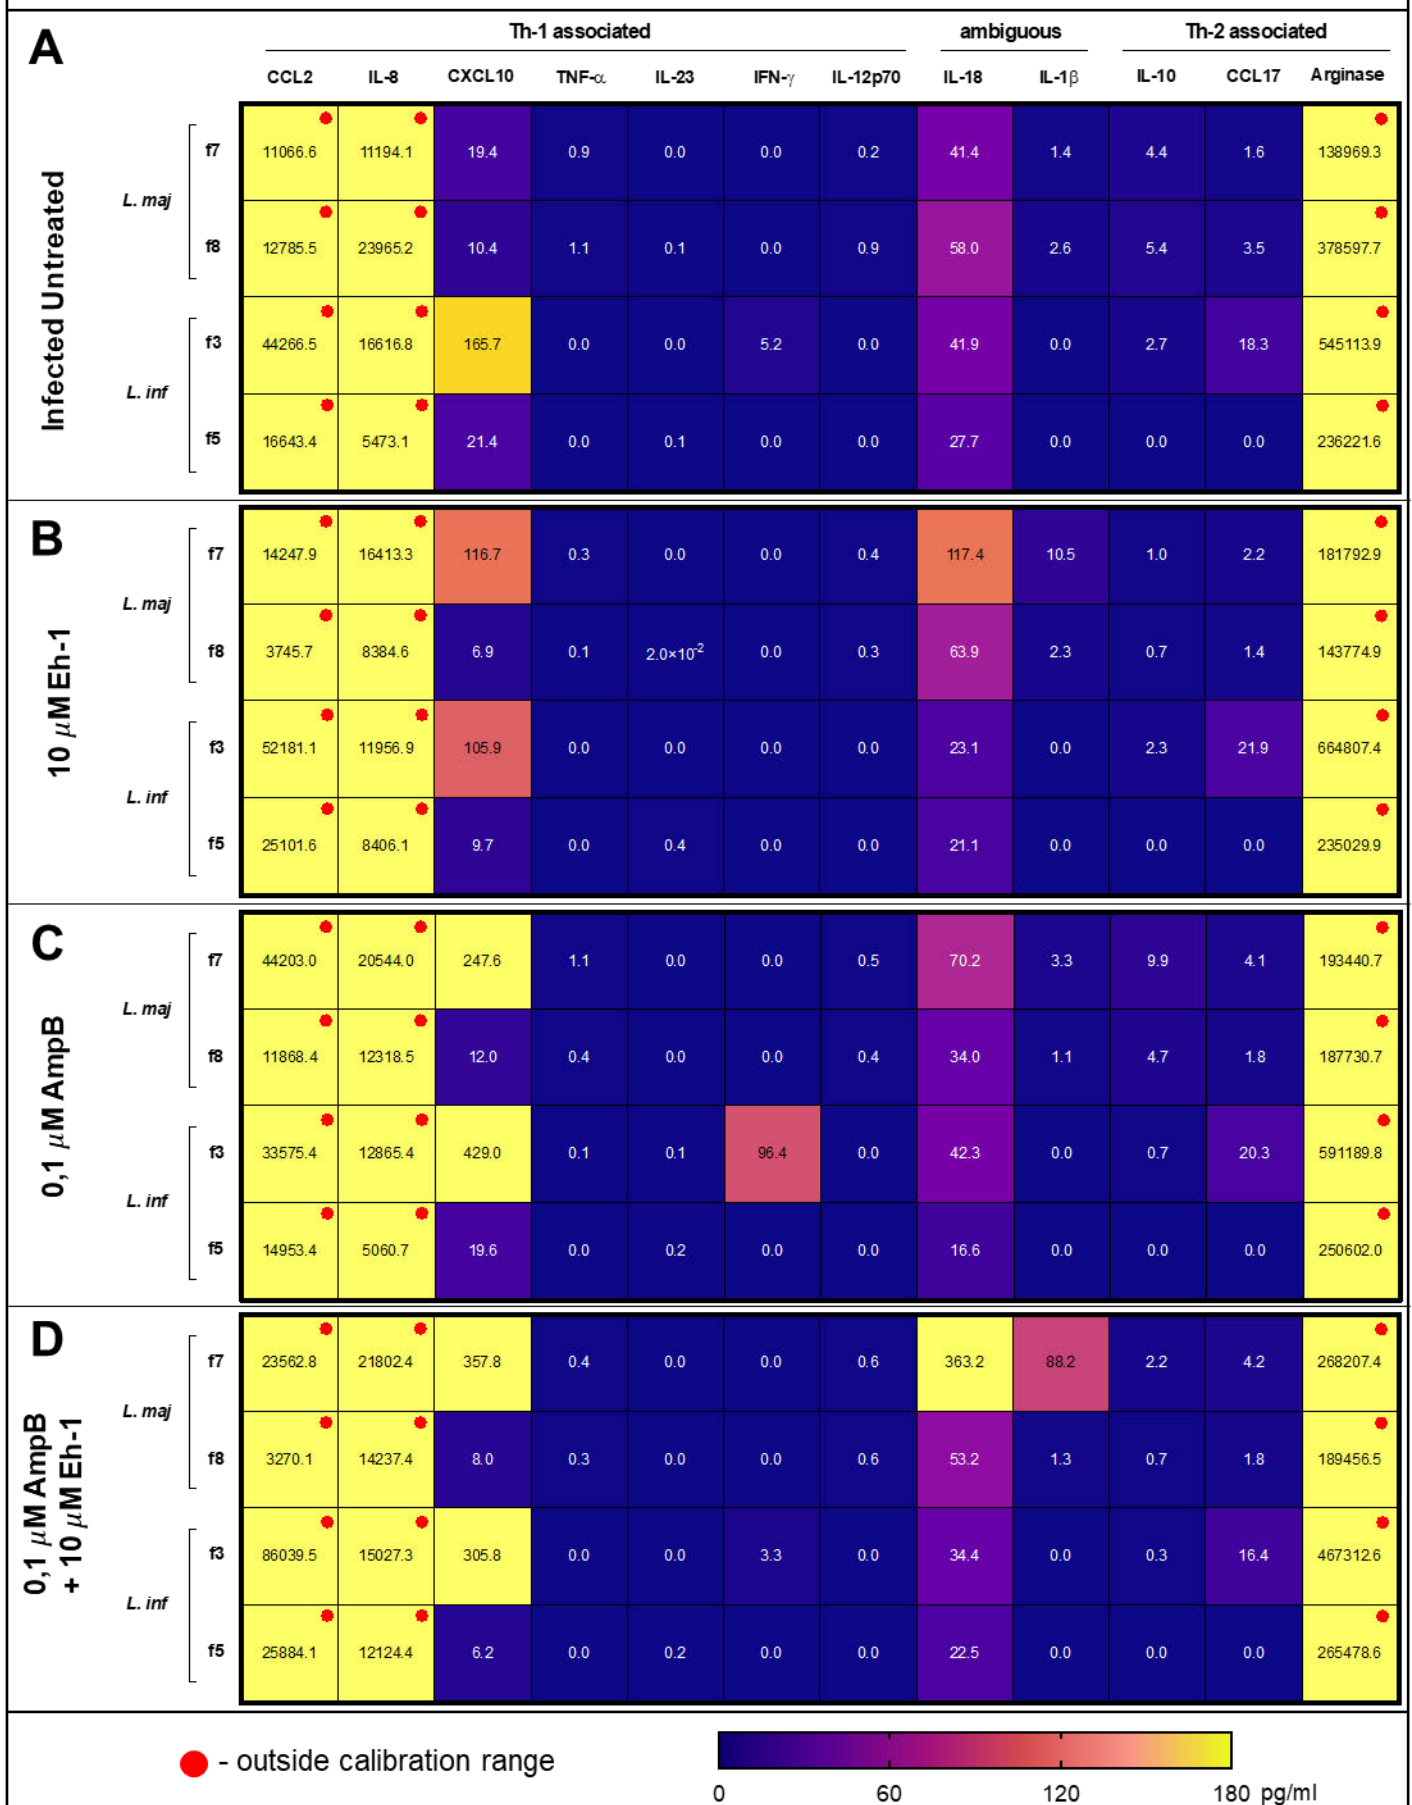 A
Th-1 associated ambiguous Th-2 associated
CCL2 IL-8 CXCL10 TNF-α IL-23 IFN-γ IL-12p70 IL-18 IL-1β IL-10 CCL17 Arginase
Infected Untreated
L. maj
f7 11066.6 11194.1 19.4 0.9 0.0 0.0 0.2 41.4 1.4 4.4 1.6 138969.3
f8 12785.5 23965.2 10.4 1.1 0.1 0.0 0.9 58.0 2.6 5.4 3.5 378597.7
L. inf
f3 44266.5 16616.8 165.7 0.0 0.0 5.2 0.0 41.9 0.0 2.7 18.3 545113.9
f5 16643.4 5473.1 21.4 0.0 0.1 0.0 0.0 27.7 0.0 0.0 0.0 236221.6
B
10 μM Eh-1
L. maj
f7 14247.9 16413.3 116.7 0.3 0.0 0.0 0.4 117.4 10.5 1.0 2.2 181792.9
f8 3745.7 8384.6 6.9 0.1 2.0×10⁻² 0.0 0.3 63.9 2.3 0.7 1.4 143774.9
L. inf
f3 52181.1 11956.9 105.9 0.0 0.0 0.0 0.0 23.1 0.0 2.3 21.9 664807.4
f5 25101.6 8406.1 9.7 0.0 0.4 0.0 0.0 21.1 0.0 0.0 0.0 235029.9
C
0,1 μM AmpB
L. maj
f7 44203.0 20544.0 247.6 1.1 0.0 0.0 0.5 70.2 3.3 9.9 4.1 193440.7
f8 11868.4 12318.5 12.0 0.4 0.0 0.0 0.4 34.0 1.1 4.7 1.8 187730.7
L. inf
f3 33575.4 12865.4 429.0 0.1 0.1 96.4 0.0 42.3 0.0 0.7 20.3 591189.8
f5 14953.4 5060.7 19.6 0.0 0.2 0.0 0.0 16.6 0.0 0.0 0.0 250602.0
D
0,1 μM AmpB
+ 10 μM Eh-1
L. maj
f7 23562.8 21802.4 357.8 0.4 0.0 0.0 0.6 363.2 88.2 2.2 4.2 268207.4
f8 3270.1 14237.4 8.0 0.3 0.0 0.0 0.6 53.2 1.3 0.7 1.8 189456.5
L. inf
f3 86039.5 15027.3 305.8 0.0 0.0 3.3 0.0 34.4 0.0 0.3 16.4 467312.6
f5 25884.1 12124.4 6.2 0.0 0.2 0.0 0.0 22.5 0.0 0.0 0.0 265478.6
- outside calibration range
0 60 120 180 pg/ml